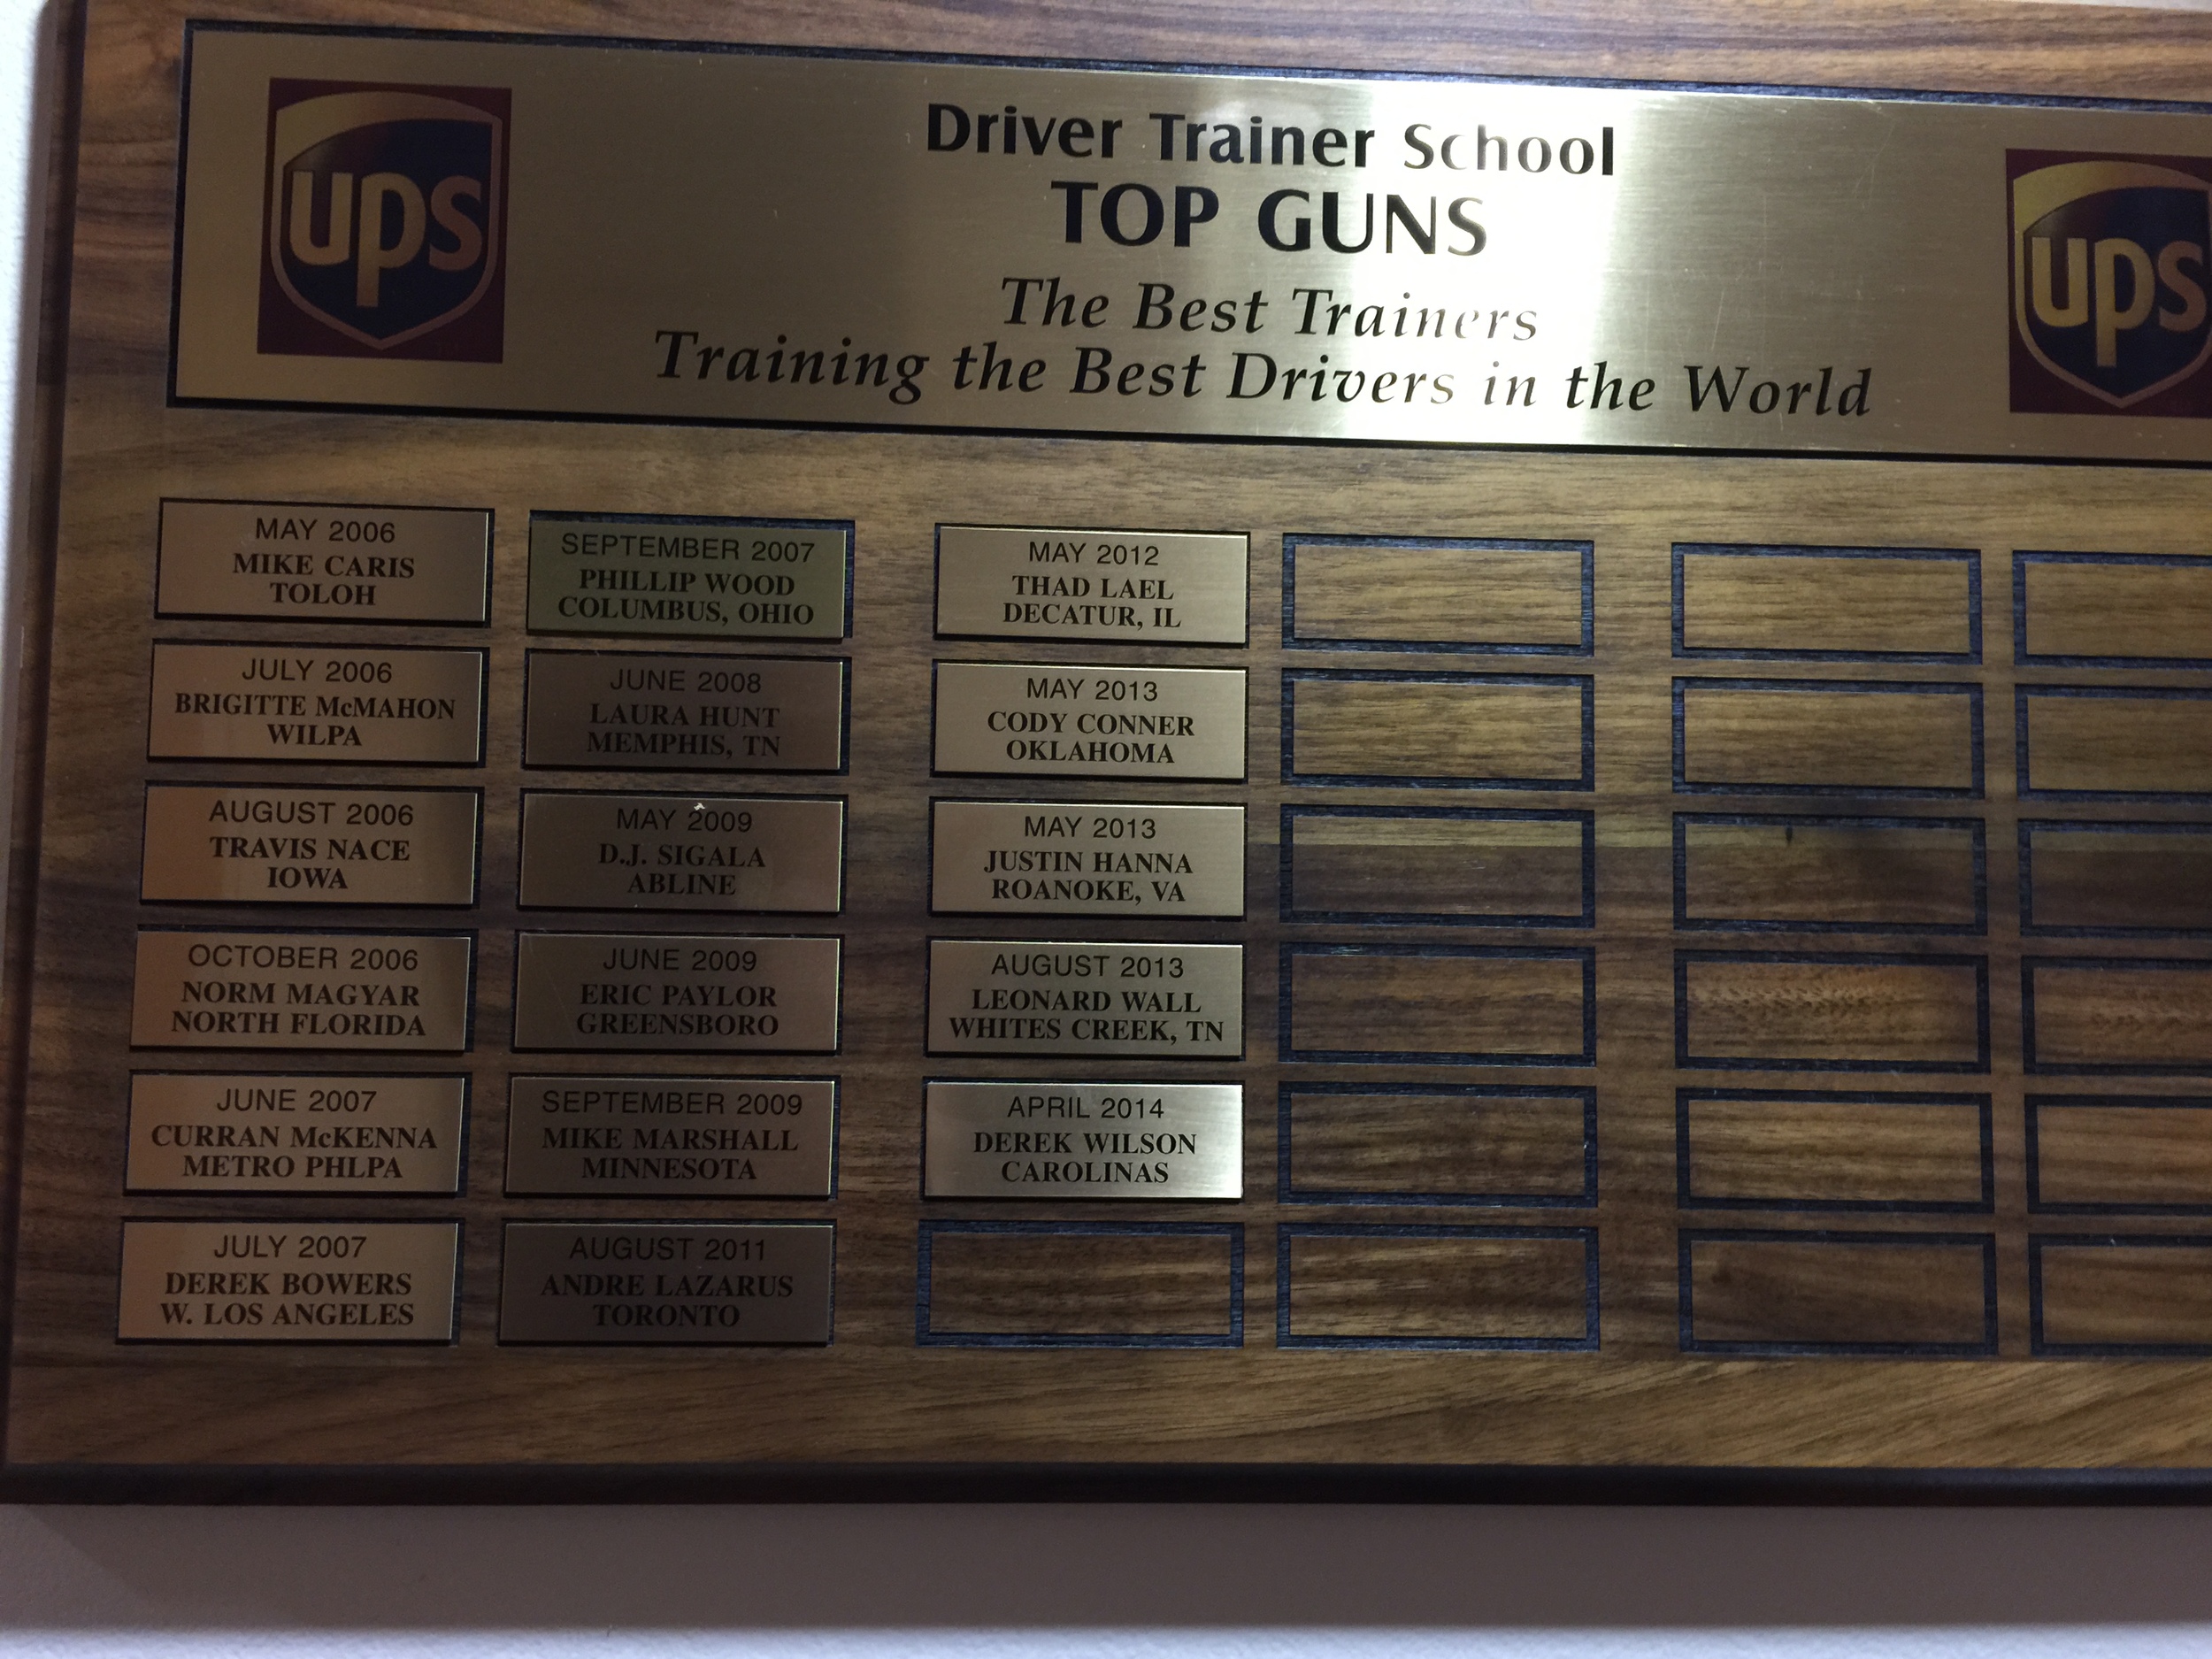 ups
Driver Trainer School
TOP GUNS
The Best Trainers
Training the Best Drivers in the World
ups
MAY 2006
MIKE CARIS
TOLOH
JULY 2006
BRIGITTE McMAHON
WILPA
AUGUST 2006
TRAVIS NACE
IOWA
OCTOBER 2006
NORM MAGYAR
NORTH FLORIDA
JUNE 2007
CURRAN McKENNA
METRO PHLPA
JULY 2007
DEREK BOWERS
W. LOS ANGELES
SEPTEMBER 2007
PHILLIP WOOD
COLUMBUS, OHIO
JUNE 2008
LAURA HUNT
MEMPHIS, TN
MAY 2009
D.J. SIGALA
ABLINE
JUNE 2009
ERIC PAYLOR
GREENSBORO
SEPTEMBER 2009
MIKE MARSHALL
MINNESOTA
AUGUST 2011
ANDRE LAZARUS
TORONTO
MAY 2012
THAD LAEL
DECATUR, IL
MAY 2013
CODY CONNER
OKLAHOMA
MAY 2013
JUSTIN HANNA
ROANOKE, VA
AUGUST 2013
LEONARD WALL
WHITES CREEK, TN
APRIL 2014
DEREK WILSON
CAROLINAS